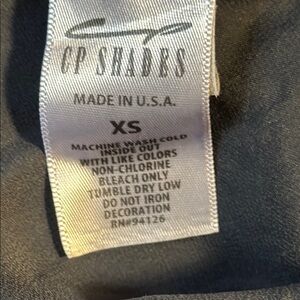 CP SHADES
MADE IN U.S.A.
XS
MACHINE WASH COLD
INSIDE OUT
WITH LIKE COLORS
NON-CHLORINE
BLEACH ONLY
TUMBLE DRY LOW
DO NOT IRON
DECORATION
RN#94126